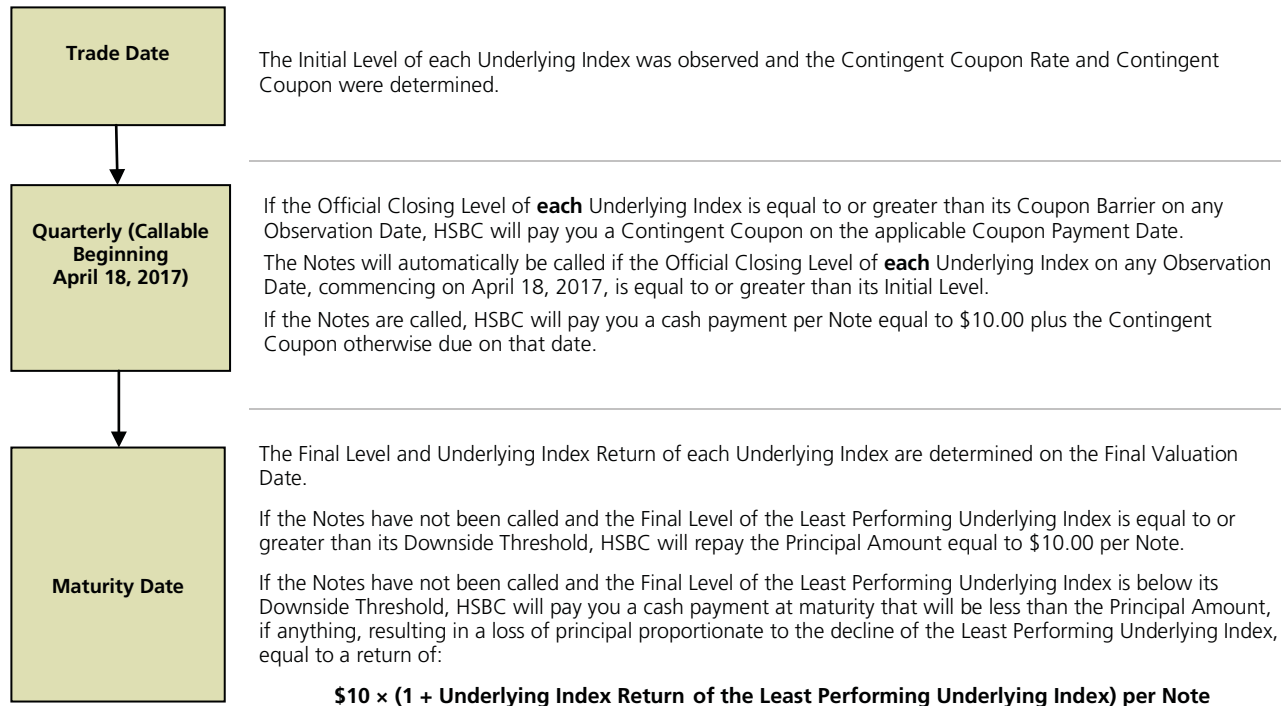 Trade Date
The Initial Level of each Underlying Index was observed and the Contingent Coupon Rate and Contingent
Coupon were determined.
Quarterly (Callable
Beginning
April 18, 2017)
If the Official Closing Level of each Underlying Index is equal to or greater than its Coupon Barrier on any
Observation Date, HSBC will pay you a Contingent Coupon on the applicable Coupon Payment Date.
The Notes will automatically be called if the Official Closing Level of each Underlying Index on any Observation
Date, commencing on April 18, 2017, is equal to or greater than its Initial Level.
If the Notes are called, HSBC will pay you a cash payment per Note equal to $10.00 plus the Contingent
Coupon otherwise due on that date.
Maturity Date
The Final Level and Underlying Index Return of each Underlying Index are determined on the Final Valuation
Date.
If the Notes have not been called and the Final Level of the Least Performing Underlying Index is equal to or
greater than its Downside Threshold, HSBC will repay the Principal Amount equal to $10.00 per Note.
If the Notes have not been called and the Final Level of the Least Performing Underlying Index is below its
Downside Threshold, HSBC will pay you a cash payment at maturity that will be less than the Principal Amount,
if anything, resulting in a loss of principal proportionate to the decline of the Least Performing Underlying Index,
equal to a return of:
$10 × (1 + Underlying Index Return of the Least Performing Underlying Index) per Note